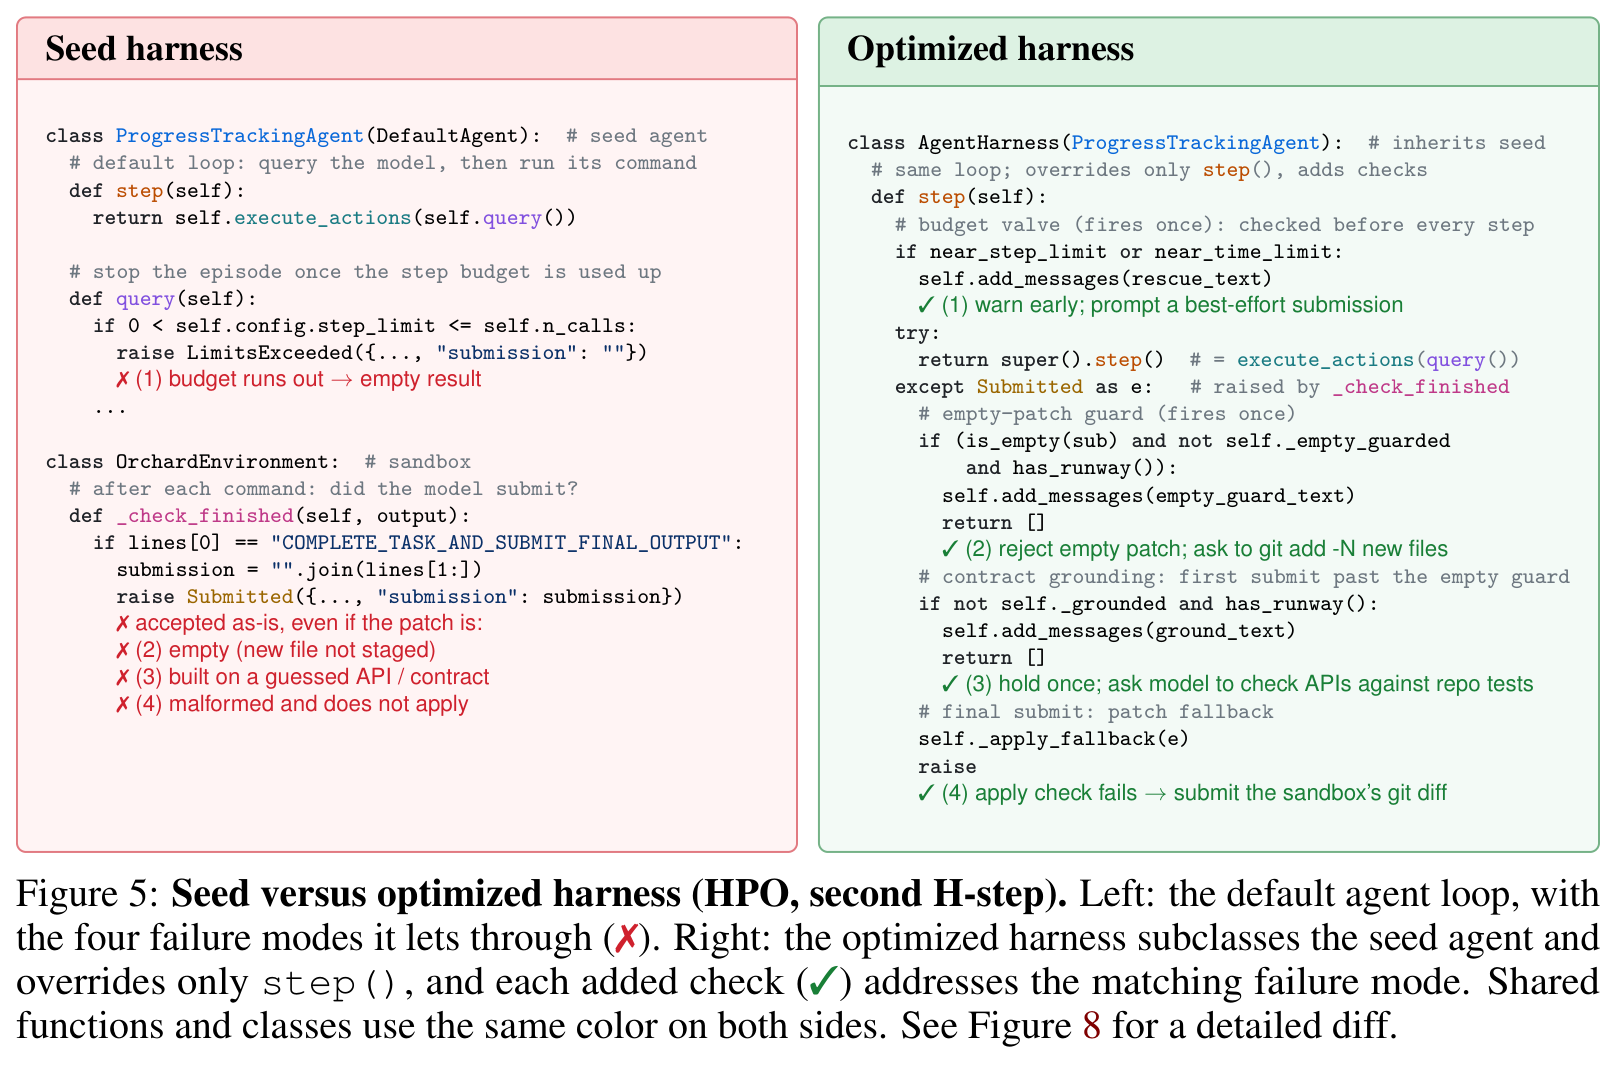 Seed harness
class ProgressTrackingAgent(DefaultAgent):  # seed agent
  # default loop: query the model, then run its command
  def step(self):
    return self.execute_actions(self.query())
  # stop the episode once the step budget is used up
  def query(self):
    if 0 < self.config.step_limit <= self.n_calls:
      raise LimitsExceeded({..., "submission": ""})
      ✗ (1) budget runs out → empty result
    ...
class OrchardEnvironment:  # sandbox
  # after each command: did the model submit?
  def _check_finished(self, output):
    if lines[0] == "COMPLETE_TASK_AND_SUBMIT_FINAL_OUTPUT":
      submission = "".join(lines[1:])
      raise Submitted({..., "submission": submission})
      ✗ accepted as-is, even if the patch is:
      ✗ (2) empty (new file not staged)
      ✗ (3) built on a guessed API / contract
      ✗ (4) malformed and does not apply
Optimized harness
class AgentHarness(ProgressTrackingAgent):  # inherits seed
  # same loop; overrides only step(), adds checks
  def step(self):
    # budget valve (fires once): checked before every step
    if near_step_limit or near_time_limit:
      self.add_messages(rescue_text)
      ✓ (1) warn early; prompt a best-effort submission
    try:
      return super().step()  # = execute_actions(query())
    except Submitted as e:   # raised by _check_finished
      # empty-patch guard (fires once)
      if (is_empty(sub) and not self._empty_guarded
          and has_runway()):
        self.add_messages(empty_guard_text)
        return []
        ✓ (2) reject empty patch; ask to git add -N new files
      # contract grounding: first submit past the empty guard
      if not self._grounded and has_runway():
        self.add_messages(ground_text)
        return []
        ✓ (3) hold once; ask model to check APIs against repo tests
      # final submit: patch fallback
      self._apply_fallback(e)
      raise
      ✓ (4) apply check fails → submit the sandbox's git diff
Figure 5: Seed versus optimized harness (HPO, second H-step). Left: the default agent loop, with
the four failure modes it lets through (✗). Right: the optimized harness subclasses the seed agent and
overrides only step(), and each added check (✓) addresses the matching failure mode. Shared
functions and classes use the same color on both sides. See Figure 8 for a detailed diff.